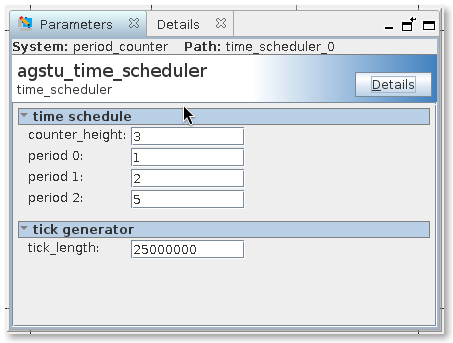 Parameters Details
System: period_counter Path: time_scheduler_0
agstu_time_scheduler
time_scheduler
Details
time schedule
counter_height: 3
period 0: 1
period 1: 2
period 2: 5
tick generator
tick_length: 25000000